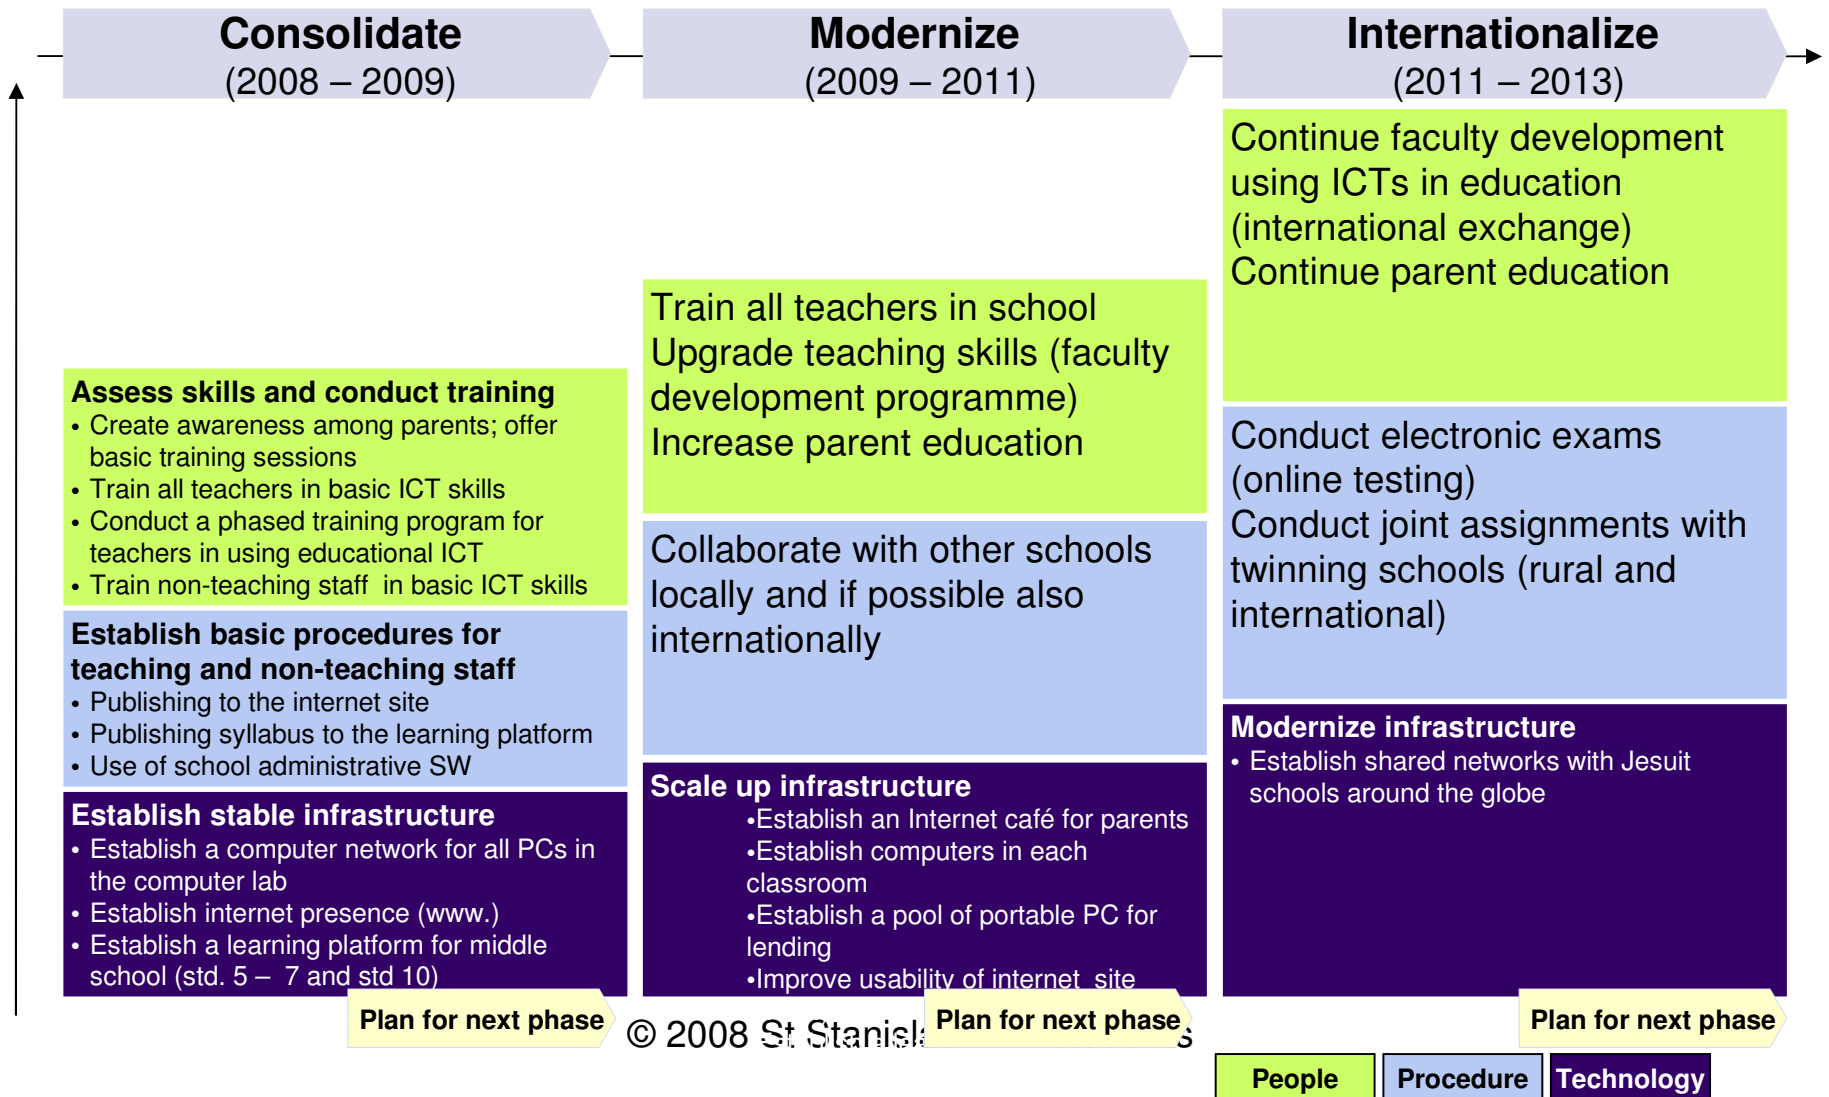 Consolidate
(2008 – 2009)
Modernize
(2009 – 2011)
Internationalize
(2011 – 2013)
Assess skills and conduct training
• Create awareness among parents; offer
basic training sessions
• Train all teachers in basic ICT skills
• Conduct a phased training program for
teachers in using educational ICT
• Train non-teaching staff  in basic ICT skills
Establish basic procedures for
teaching and non-teaching staff
• Publishing to the internet site
• Publishing syllabus to the learning platform
• Use of school administrative SW
Establish stable infrastructure
• Establish a computer network for all PCs in
the computer lab
• Establish internet presence (www.)
• Establish a learning platform for middle
school (std. 5 –  7 and std 10)
Plan for next phase
Train all teachers in school
Upgrade teaching skills (faculty
development programme)
Increase parent education
Collaborate with other schools
locally and if possible also
internationally
Scale up infrastructure
•Establish an Internet café for parents
•Establish computers in each
classroom
•Establish a pool of portable PC for
lending
•Improve usability of internet  site
Plan for next phase
Continue faculty development
using ICTs in education
(international exchange)
Continue parent education
Conduct electronic exams
(online testing)
Conduct joint assignments with
twinning schools (rural and
international)
Modernize infrastructure
• Establish shared networks with Jesuit
schools around the globe
Plan for next phase
© 2008 St
People
Procedure
Technology